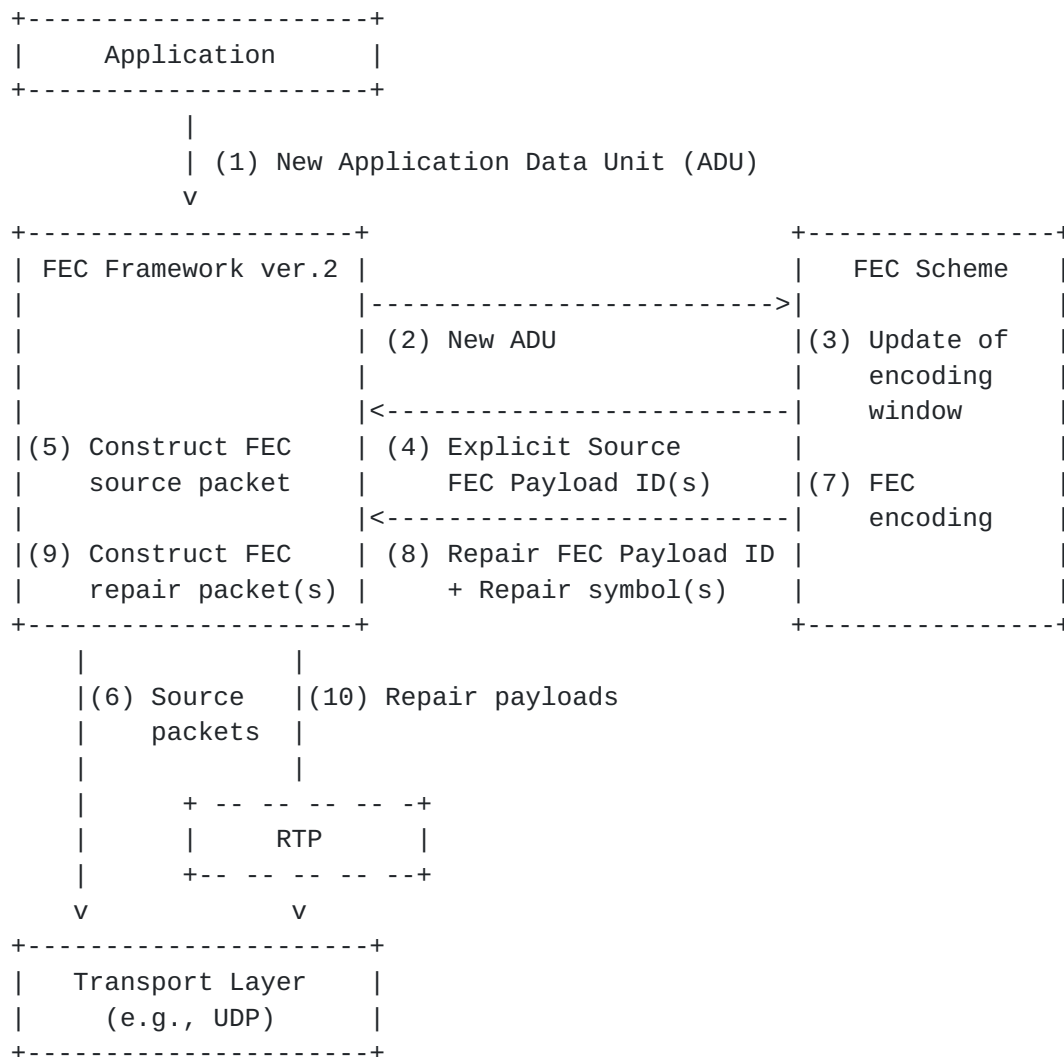 +----------------------+
|     Application      |
+----------------------+
           |
           | (1) New Application Data Unit (ADU)
           v
+---------------------+                           +----------------+
| FEC Framework ver.2 |                           |   FEC Scheme   |
|                     |-------------------------->|                |
|                     | (2) New ADU               |(3) Update of   |
|                     |                           |    encoding    |
|                     |<--------------------------|    window      |
|(5) Construct FEC    | (4) Explicit Source       |                |
|    source packet    |     FEC Payload ID(s)     |(7) FEC         |
|                     |<--------------------------|    encoding    |
|(9) Construct FEC    | (8) Repair FEC Payload ID |                |
|    repair packet(s) |     + Repair symbol(s)    |                |
+---------------------+                           +----------------+
    |             |
    |(6) Source   |(10) Repair payloads
    |    packets  |
    |             |
    |      + -- -- -- -- -+
    |      |     RTP      |
    |      +-- -- -- -- --+
    v             v
+----------------------+
|   Transport Layer    |
|     (e.g., UDP)      |
+----------------------+